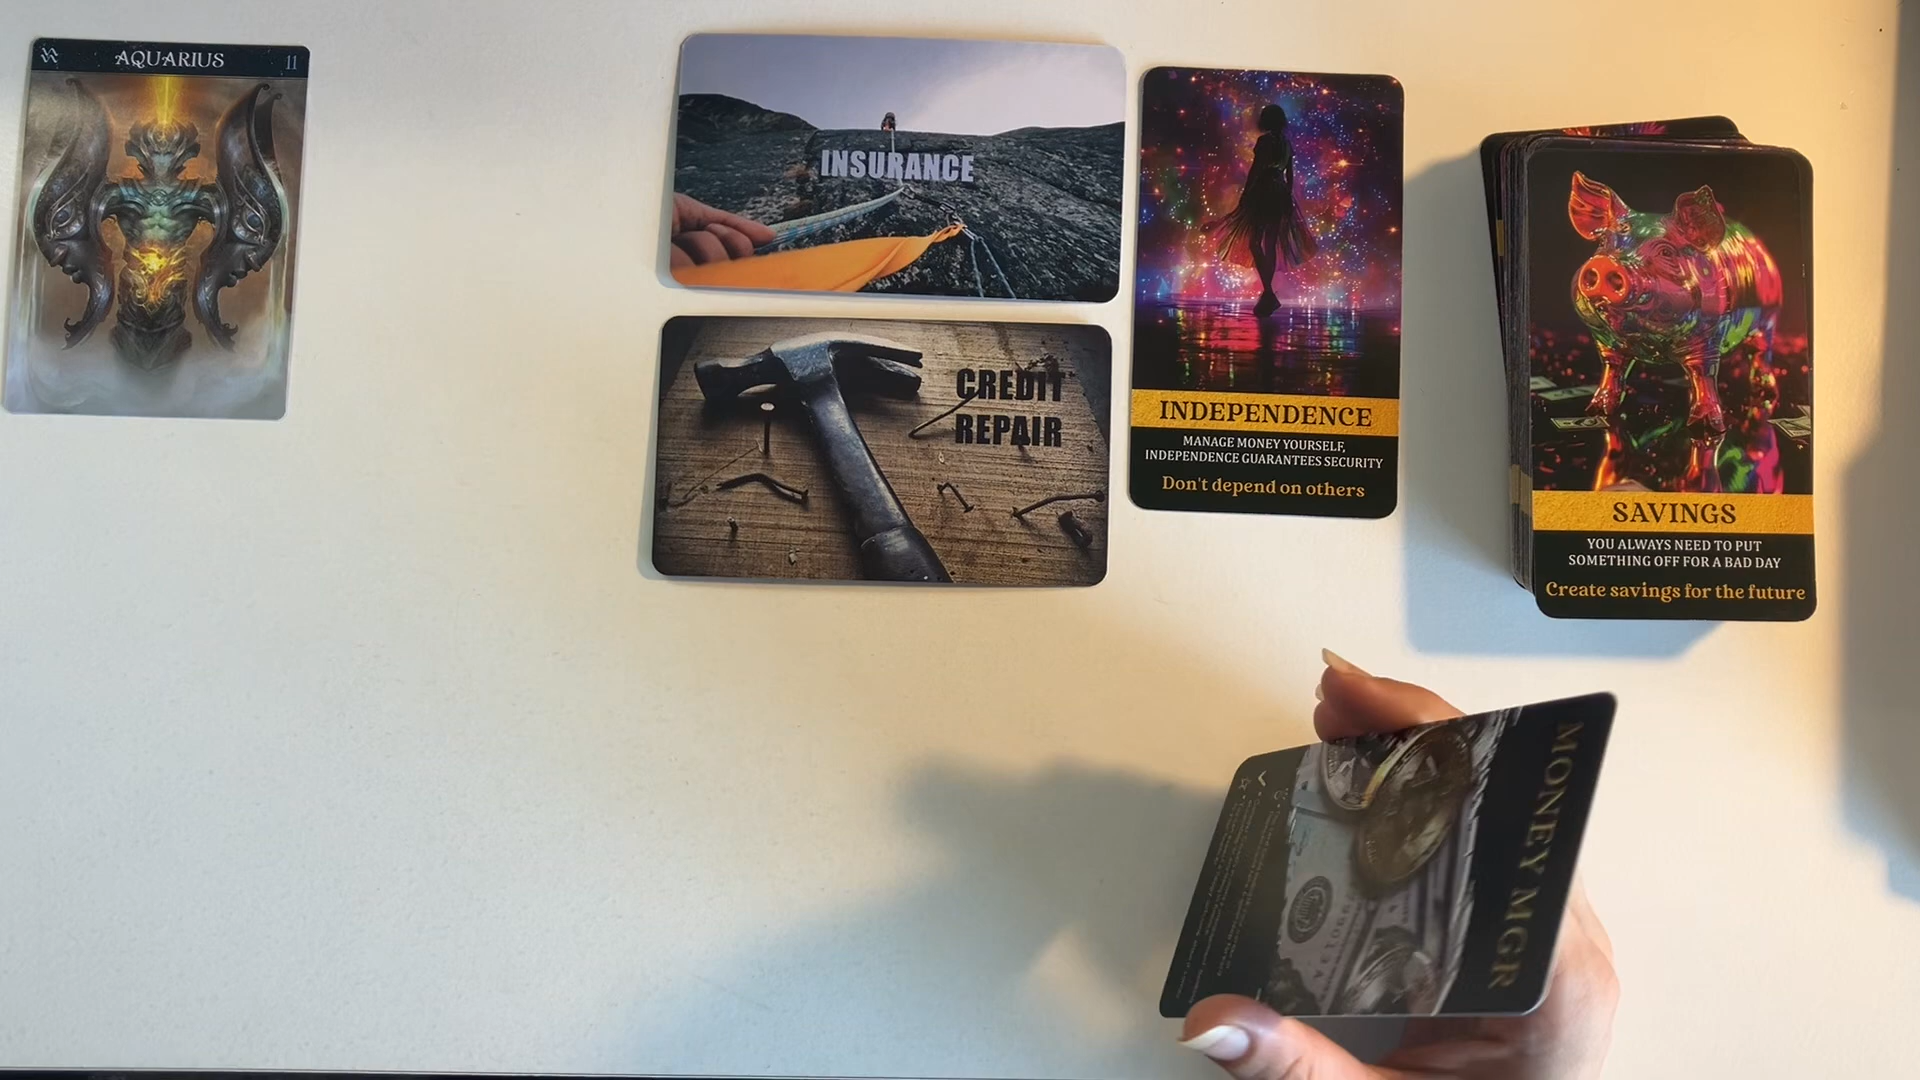 AQUARIUS
11
INSURANCE
CREDIT
REPAIR
INDEPENDENCE
MANAGE MONEY YOURSELF,
INDEPENDENCE GUARANTEES SECURITY
Don't depend on others
SAVINGS
YOU ALWAYS NEED TO PUT
SOMETHING OFF FOR A BAD DAY
Create savings for the future
MONEY MGR